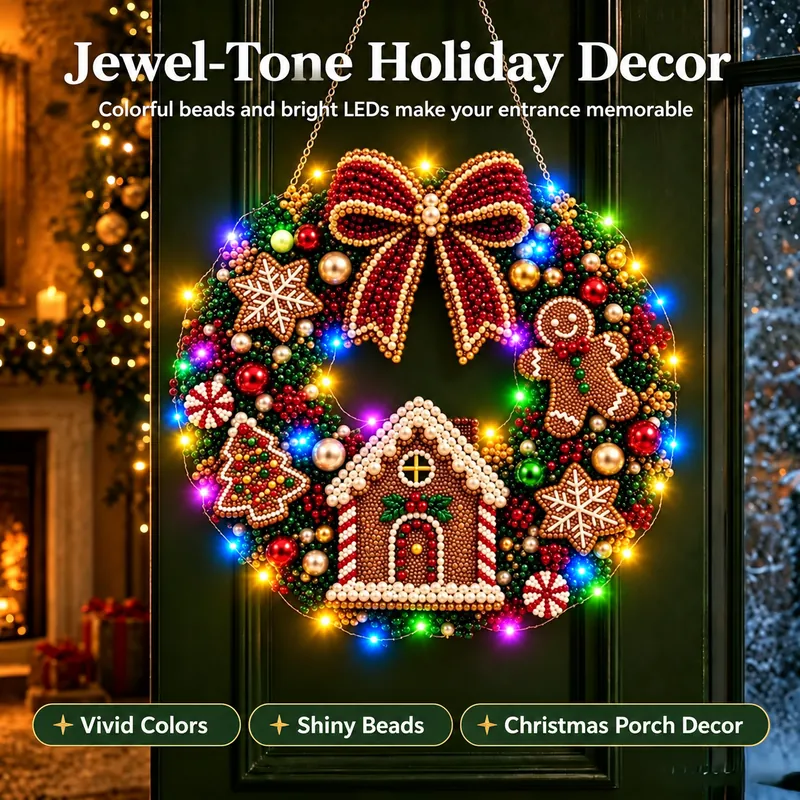 Jewel-Tone Holiday Decor
Colorful beads and bright LEDs make your entrance memorable
Vivid Colors
Shiny Beads
Christmas Porch Decor